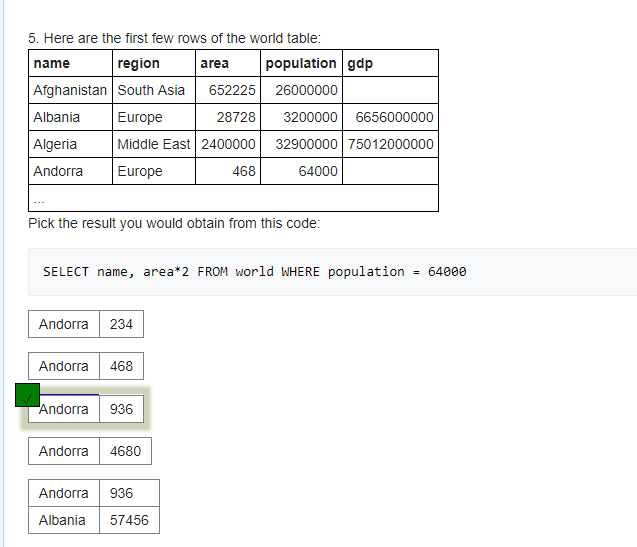 5. Here are the first few rows of the world table:
name region area population gdp
Afghanistan South Asia 652225 26000000
Albania Europe 28728 3200000 6656000000
Algeria Middle East 2400000 32900000 75012000000
Andorra Europe 468 64000
...
Pick the result you would obtain from this code:
SELECT name, area*2 FROM world WHERE population = 64000
Andorra 234
Andorra 468
✓
Andorra 936
Andorra 4680
Andorra 936
Albania 57456